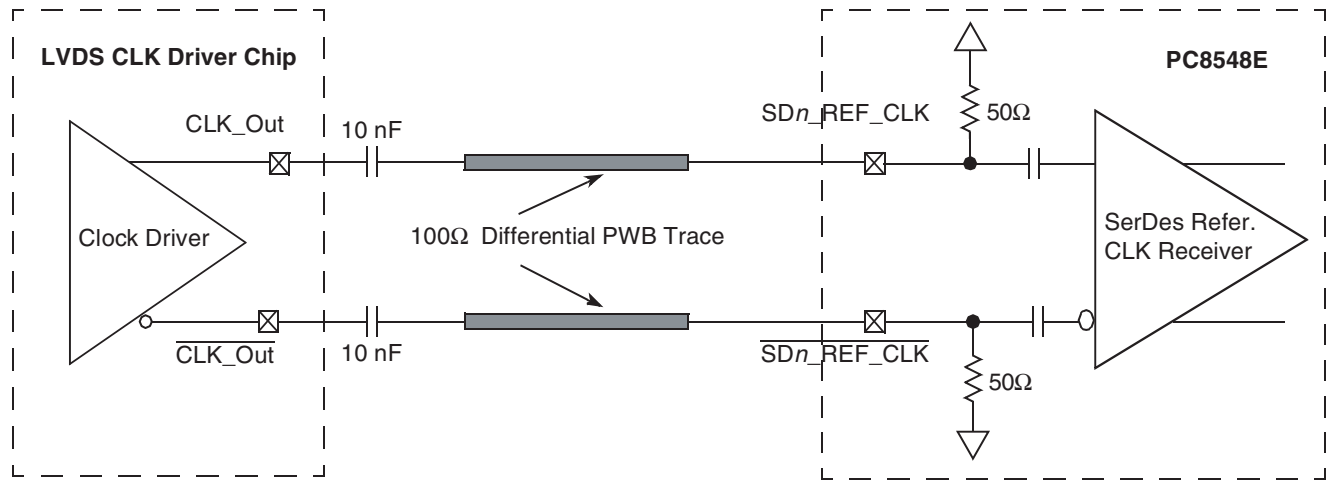 LVDS CLK Driver Chip
PC8548E
CLK_Out
10 nF
SDn_REF_CLK
50Ω
Clock Driver
100Ω Differential PWB Trace
SerDes Refer.
CLK Receiver
CLK_Out
10 nF
SDn_REF_CLK
50Ω